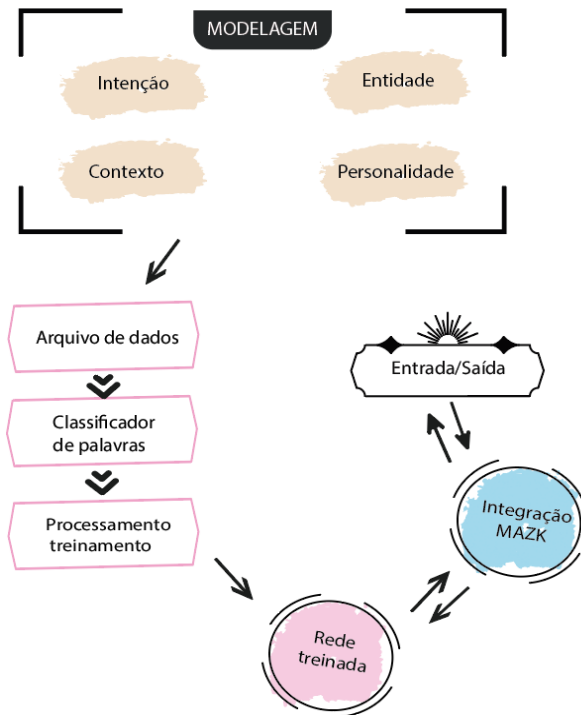 MODELAGEM
Intenção
Entidade
Contexto
Personalidade
Arquivo de dados
Classificador
de palavras
Processamento
treinamento
Entrada/Saída
Integração
MAZK
Rede
treinada